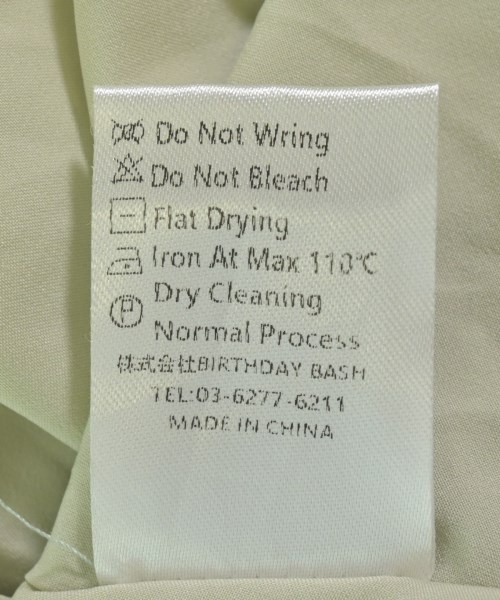 Do Not Wring
Do Not Bleach
Flat Drying
Iron At Max 110℃
Dry Cleaning
Normal Process
株式会社BIRTHDAY BASH
TEL:03-6277-6211
MADE IN CHINA